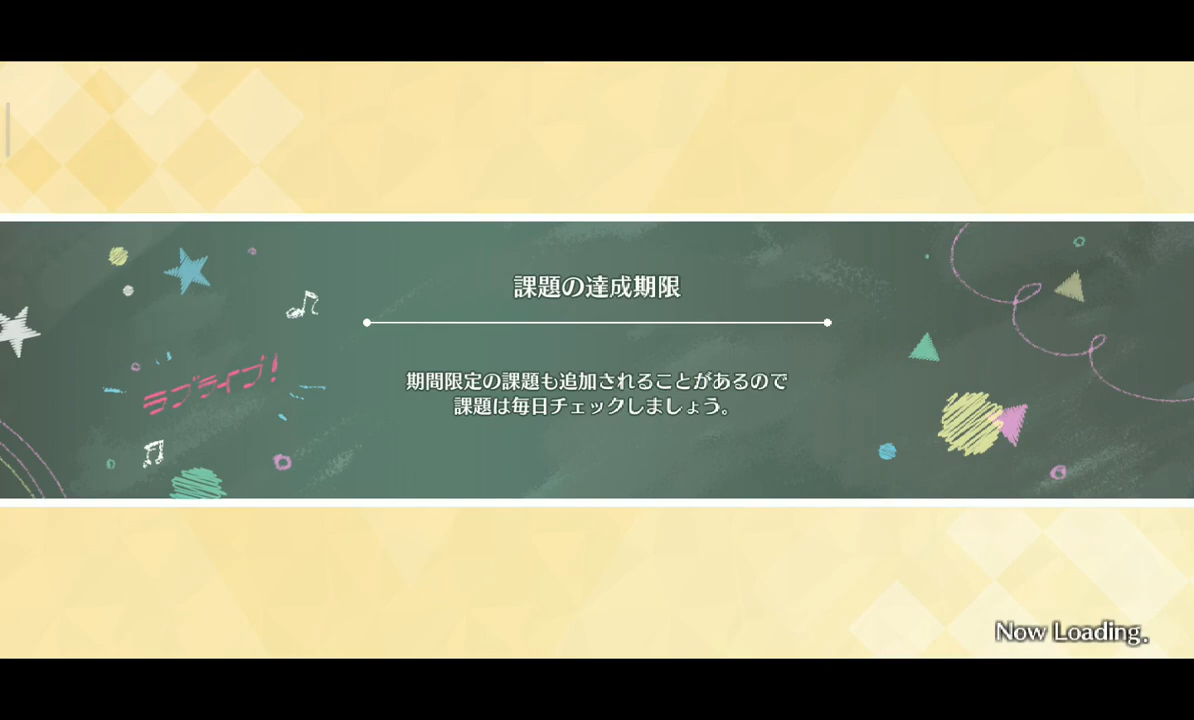 課題の達成期限
ラブライブ!
期間限定の課題も追加されることがあるので
課題は毎日チェックしましょう。
Now Loading.